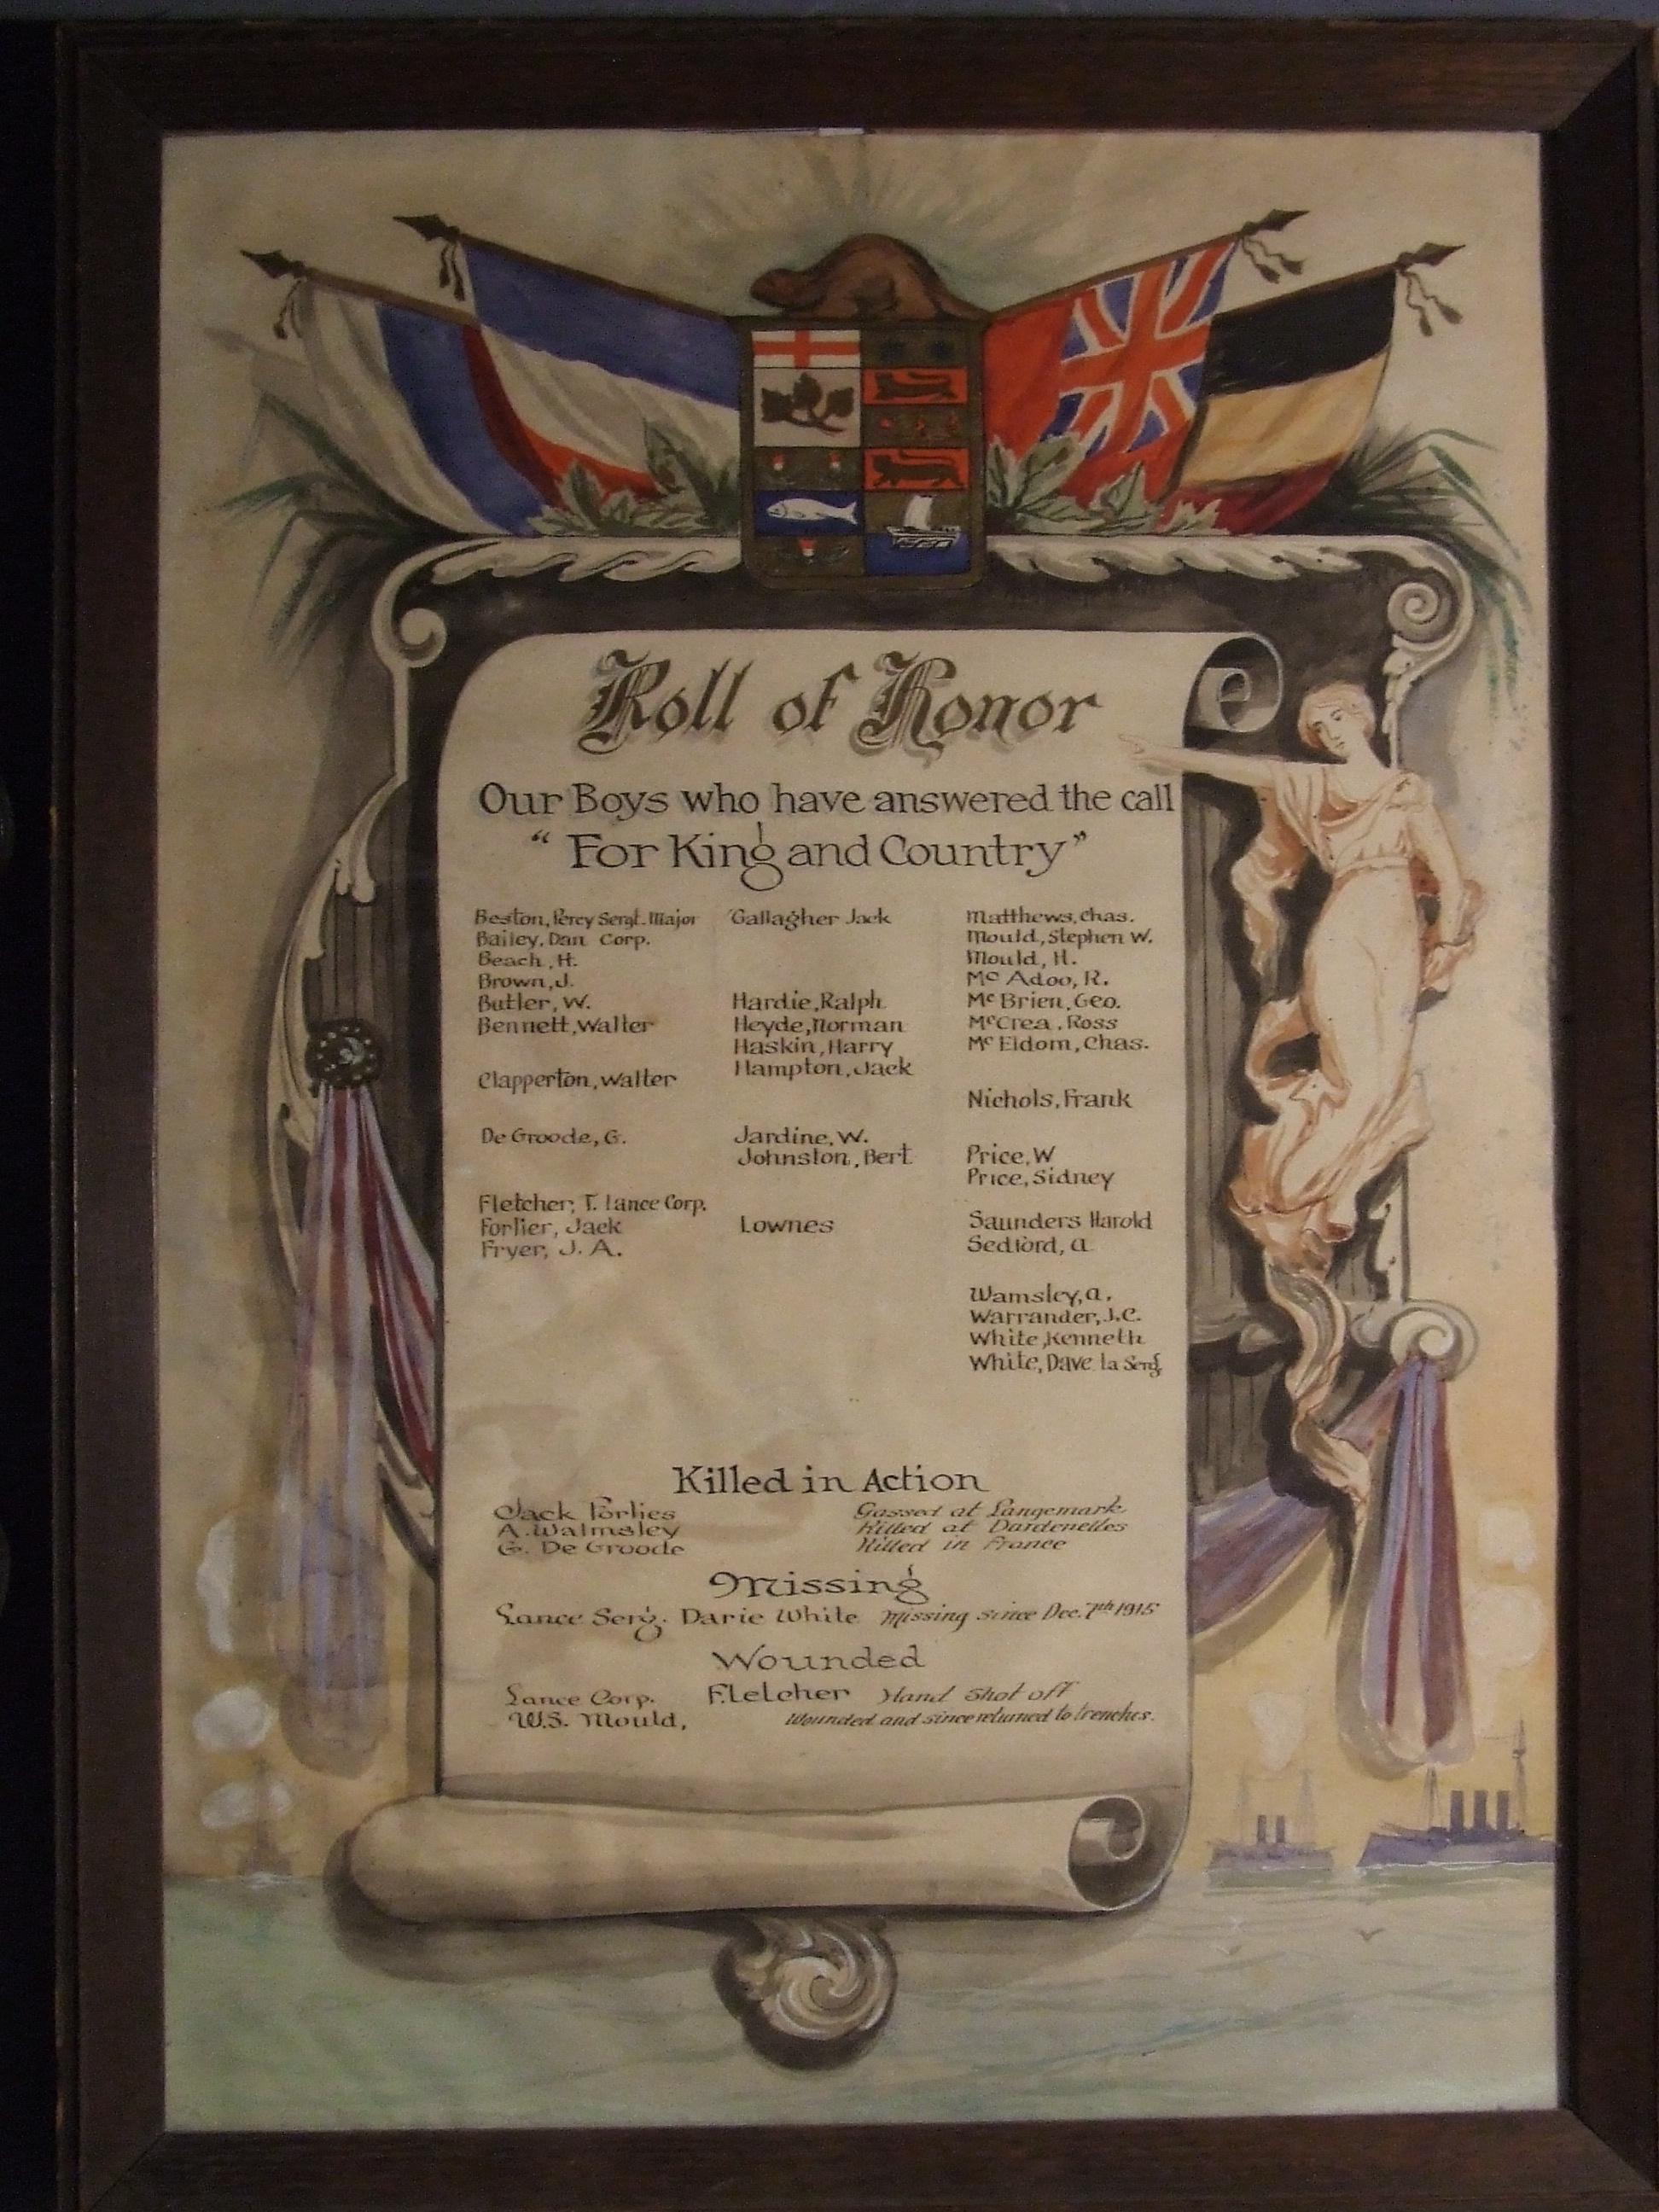 Roll of Honor
Our Boys who have answered the call
"For King and Country"
Beston, Percy Sergt. Major
Bailey, Dan Corp.
Beach, H.
Brown, J.
Butler, W.
Bennett, Walter
Clapperton, Walter
De Groode, G.
Fletcher, T. Lance Corp.
Forlier, Jack
Fryer, J. A.
Gallagher Jack
Hardie, Ralph
Heyde, Norman
Haskin, Harry
Hampton, Jack
Jardine, W.
Johnston, Bert
Lownes
Matthews, Chas.
Mould, Stephen W.
Mould, H.
Mc Adoo, R.
Mc Brien, Geo.
McCrea, Ross
Mc Eldom, Chas.
Nichols, Frank
Price, W
Price, Sidney
Saunders Harold
Sedford, A
Wamsley, A.
Warrander, J.C.
White, Kenneth
White, Dave La Serg.
Killed in Action
Jack Forlies Gassed at Langemark
A. Walmsley Killed at Dardenelles
G. De Groode Killed in France
Missing
Lance Serg. Darie White Missing since Dec. 7th 1915
Wounded
Lance Corp. Fletcher Hand Shot off
W.S. Mould, Wounded and since returned to trenches.